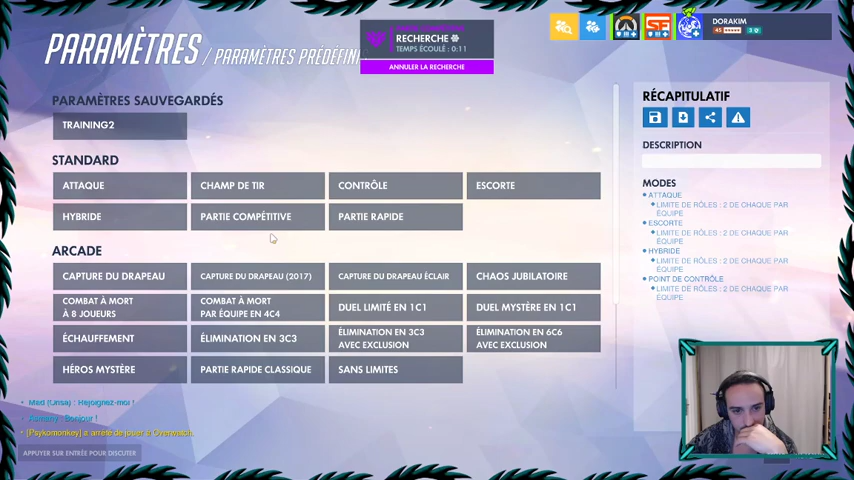 PARAMÈTRES / PARAMÈTRES PRÉDÉFINI
RECHERCHE
TEMPS ÉCOULÉ : 0:11
ANNULER LA RECHERCHE
DORAKIM
PARAMÈTRES SAUVEGARDÉS
TRAINING2
STANDARD
ATTAQUE
CHAMP DE TIR
CONTRÔLE
ESCORTE
HYBRIDE
PARTIE COMPÉTITIVE
PARTIE RAPIDE
ARCADE
CAPTURE DU DRAPEAU
CAPTURE DU DRAPEAU (2017)
CAPTURE DU DRAPEAU ÉCLAIR
CHAOS JUBILATOIRE
COMBAT À MORT
À 8 JOUEURS
COMBAT À MORT
PAR ÉQUIPE EN 4C4
DUEL LIMITÉ EN 1C1
DUEL MYSTÈRE EN 1C1
ÉCHAUFFEMENT
ÉLIMINATION EN 3C3
ÉLIMINATION EN 3C3
AVEC EXCLUSION
ÉLIMINATION EN 6C6
AVEC EXCLUSION
HÉROS MYSTÈRE
PARTIE RAPIDE CLASSIQUE
SANS LIMITES
RÉCAPITULATIF
DESCRIPTION
MODES
ATTAQUE
LIMITE DE RÔLES : 2 DE CHAQUE PAR
ÉQUIPE
ESCORTE
LIMITE DE RÔLES : 2 DE CHAQUE PAR
ÉQUIPE
HYBRIDE
LIMITE DE RÔLES : 2 DE CHAQUE PAR
ÉQUIPE
POINT DE CONTRÔLE
LIMITE DE RÔLES : 2 DE CHAQUE PAR
ÉQUIPE
Rejoignez-moi !
Bonjour !
[Psykomonkey] a arrêté de jouer à Overwatch.
APPUYER SUR ENTRÉE POUR DISCUTER